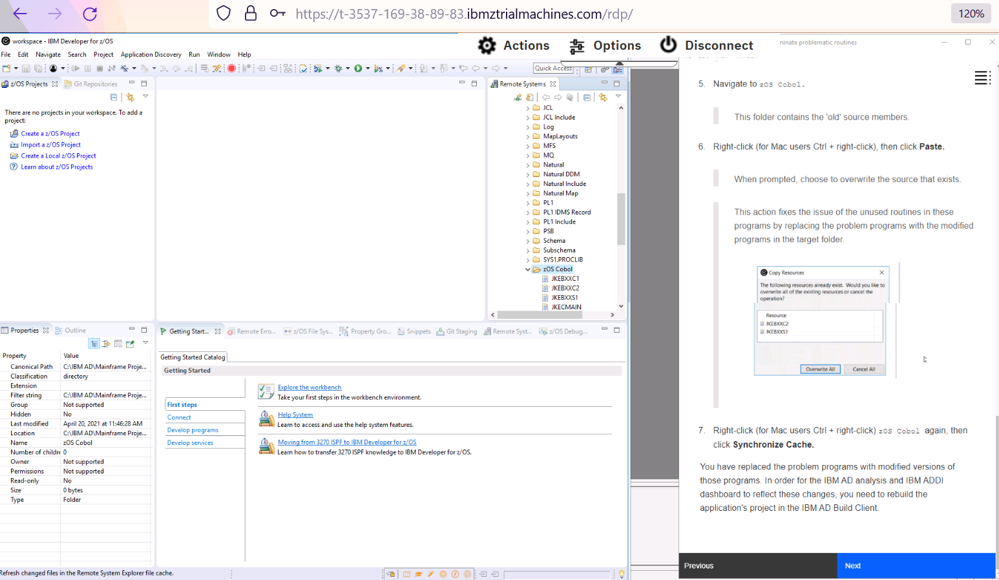 https://t-3537-169-38-89-83.ibmztrialmachines.com/rdp/
120%
workspace - IBM Developer for z/OS
Actions
Options
Disconnect
ninate problematic routines
File Edit Navigate Search Project Application Discovery Run Window Help
Quick Access
z/OS Projects
Git Repositories
There are no projects in your workspace. To add a
project:
Create a z/OS Project
Import a z/OS Project
Create a Local z/OS Project
Learn about z/OS Projects
Remote Systems
JCL
JCL Include
Log
MapLayouts
MFS
MQ
Natural
Natural DDM
Natural Include
Natural Map
PL1
PL1 IDMS Record
PL1 Include
PSB
Schema
Subschema
SYS1.PROCLIB
zOS Cobol
JKEBXXC1
JKEBXXC2
JKEBXXS1
JKECMAIN
Properties
Outline
Property Value
Canonical Path C:\IBM AD\Mainframe Proje...
Classification directory
Extension
Filter string C:\IBM AD\Mainframe Proje...
Group Not supported
Hidden No
Last modified April 20, 2021 at 11:46:28 AM
Location C:\IBM AD\Mainframe Proje...
Name zOS Cobol
Number of childre 0
Owner Not supported
Permissions Not supported
Read-only No
Size 0 bytes
Type Folder
Getting Start...
Remote Erro...
z/OS File Sys...
Property Gro...
Snippets
Git Staging
Remote Syst...
z/OS Debug...
Getting Started Catalog
Getting Started
First steps
Connect
Develop programs
Develop services
Explore the workbench
Take your first steps in the workbench environment.
Help System
Learn to access and use the help system features.
Moving from 3270 ISPF to IBM Developer for z/OS
Learn how to transfer 3270 ISPF knowledge to IBM Developer for z/OS.
Refresh changed files in the Remote System Explorer file cache.
5. Navigate to zOS Cobol.
This folder contains the 'old' source members.
6. Right-click (for Mac users Ctrl + right-click), then click Paste.
When prompted, choose to overwrite the source that exists.
This action fixes the issue of the unused routines in these
programs by replacing the problem programs with the modified
programs in the target folder.
Copy Resources
The following resources already exist. Would you like to
overwrite all of the existing resources or cancel the
operation?
Resource
JKEBXXC2
JKEBXXS1
Overwrite All
Cancel All
7. Right-click (for Mac users Ctrl + right-click) zOS Cobol again, then
click Synchronize Cache.
You have replaced the problem programs with modified versions of
those programs. In order for the IBM AD analysis and IBM ADDI
dashboard to reflect these changes, you need to rebuild the
application's project in the IBM AD Build Client.
Previous
Next